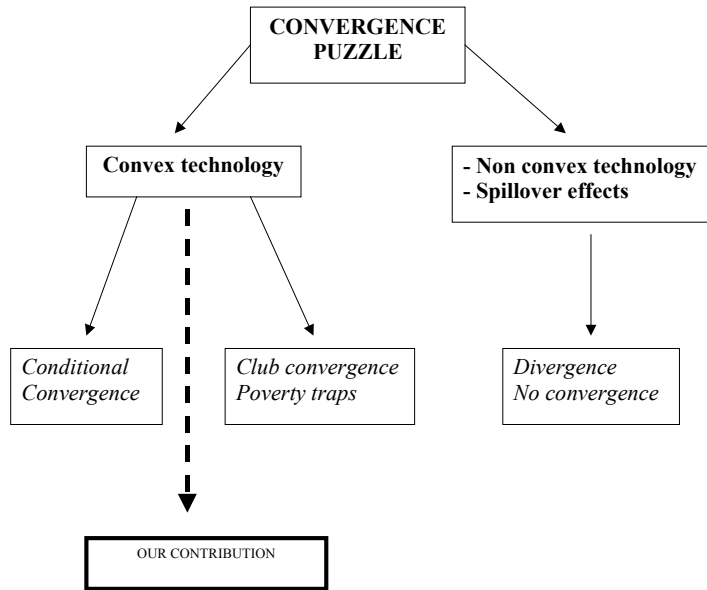 CONVERGENCE
PUZZLE
Convex technology
- Non convex technology
- Spillover effects
Conditional
Convergence
Club convergence
Poverty traps
Divergence
No convergence
OUR CONTRIBUTION